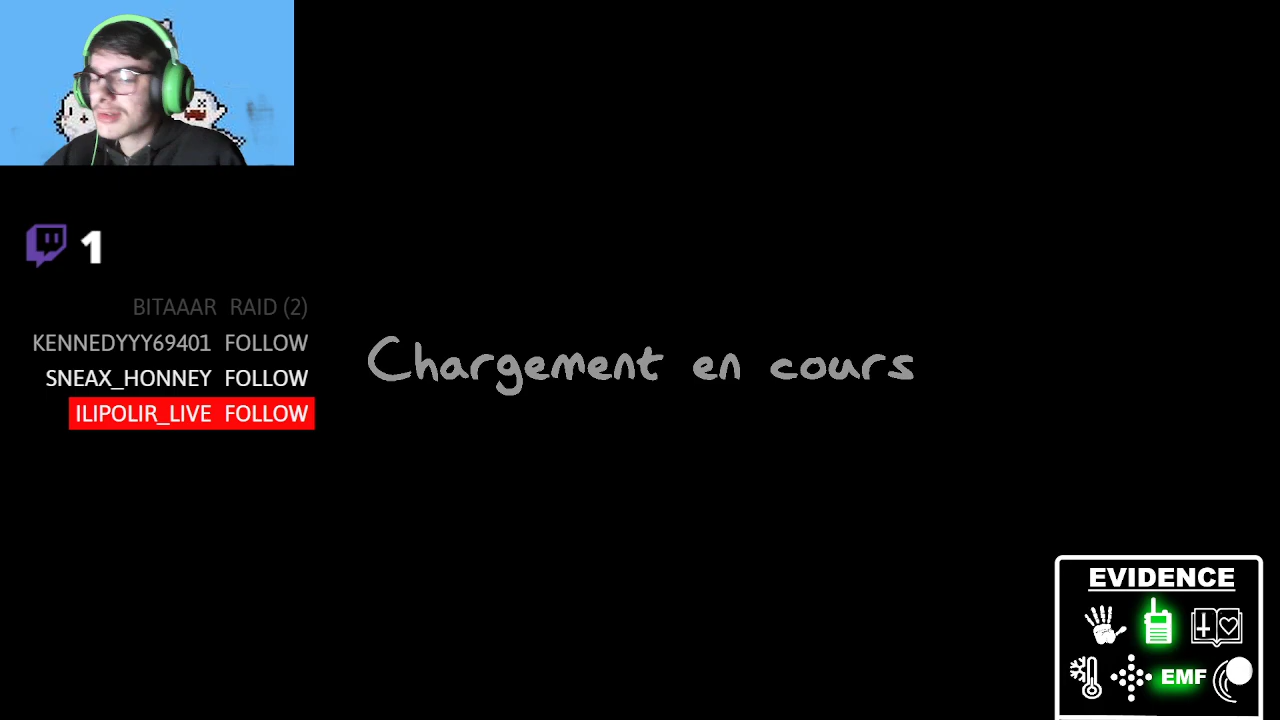 1
BITAAAR RAID (2)
KENNEDYYY69401 FOLLOW
SNEAX_HONNEY FOLLOW
ILIPOLIR_LIVE FOLLOW
Chargement en cours
EVIDENCE
EMF